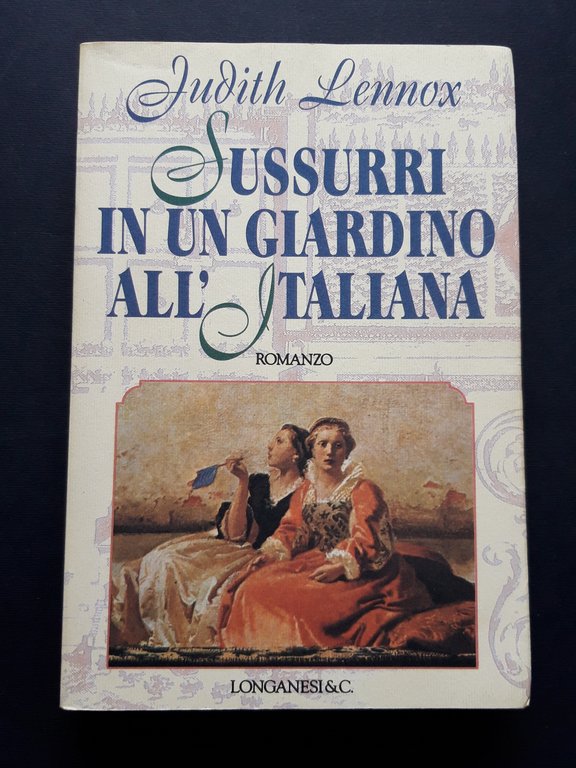 Judith Lennox
SUSSURRI
IN UN GIARDINO
ALL'ITALIANA
ROMANZO
LONGANESI&C.